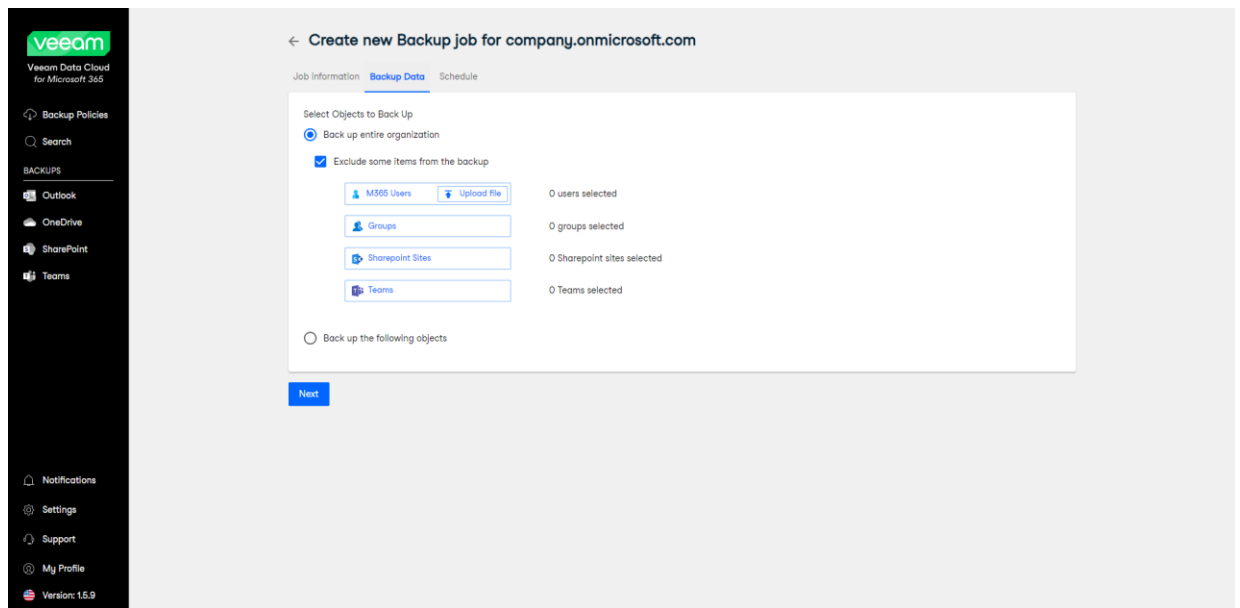 veeam
Veeam Data Cloud
for Microsoft 365
Backup Policies
Search
BACKUPS
Outlook
OneDrive
SharePoint
Teams
Notifications
Settings
Support
My Profile
Version: 1.5.9
← Create new Backup job for company.onmicrosoft.com
Job information Backup Data Schedule
Select Objects to Back Up
Back up entire organization
Exclude some items from the backup
M365 Users Upload file 0 users selected
Groups 0 groups selected
Sharepoint Sites 0 Sharepoint sites selected
Teams 0 Teams selected
Back up the following objects
Next